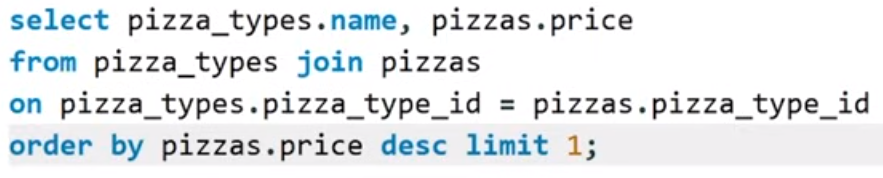 select pizza_types.name, pizzas.price
from pizza_types join pizzas
on pizza_types.pizza_type_id = pizzas.pizza_type_id
order by pizzas.price desc limit 1;